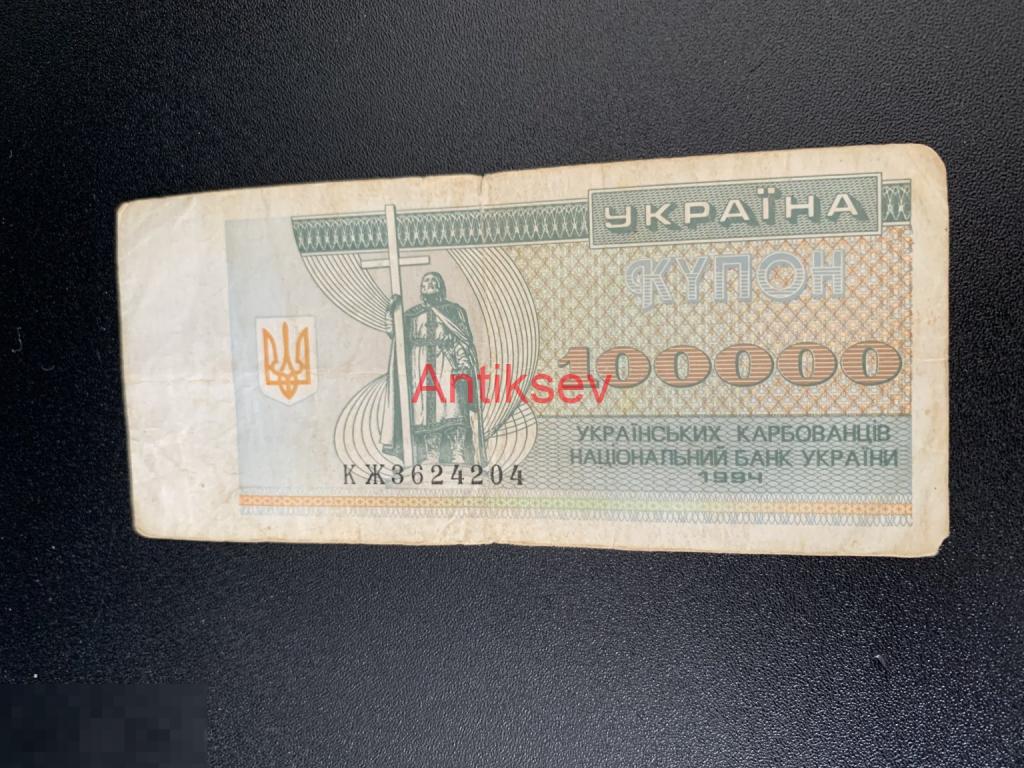 УКРАЇНА
КУПОН
100000
Antiksev
УКРАЇНСЬКИХ КАРБОВАНЦІВ
НАЦІОНАЛЬНИЙ БАНК УКРАЇНИ
1994
КЖ3624204